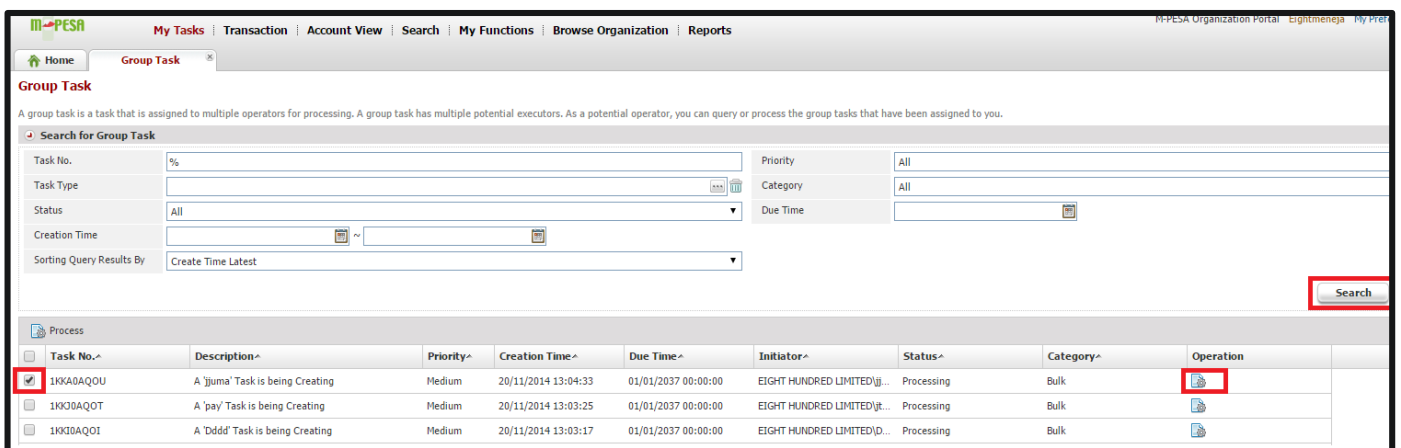 M-PESA
M-PESA Organization Portal Eightmeneja My Pref
My Tasks Transaction Account View Search My Functions Browse Organization Reports
Home Group Task
Group Task
A group task is a task that is assigned to multiple operators for processing. A group task has multiple potential executors. As a potential operator, you can query or process the group tasks that have been assigned to you.
Search for Group Task
Task No. % Priority All
Task Type Category All
Status All Due Time
Creation Time ~
Sorting Query Results By Create Time Latest
Search
Process
Task No. Description Priority Creation Time Due Time Initiator Status Category Operation
1KKA0AQOU A 'jjuma' Task is being Creating Medium 20/11/2014 13:04:33 01/01/2037 00:00:00 EIGHT HUNDRED LIMITED\jj... Processing Bulk
1KKJ0AQOT A 'pay' Task is being Creating Medium 20/11/2014 13:03:25 01/01/2037 00:00:00 EIGHT HUNDRED LIMITED\jt... Processing Bulk
1KKI0AQOI A 'Dddd' Task is being Creating Medium 20/11/2014 13:03:17 01/01/2037 00:00:00 EIGHT HUNDRED LIMITED\D... Processing Bulk